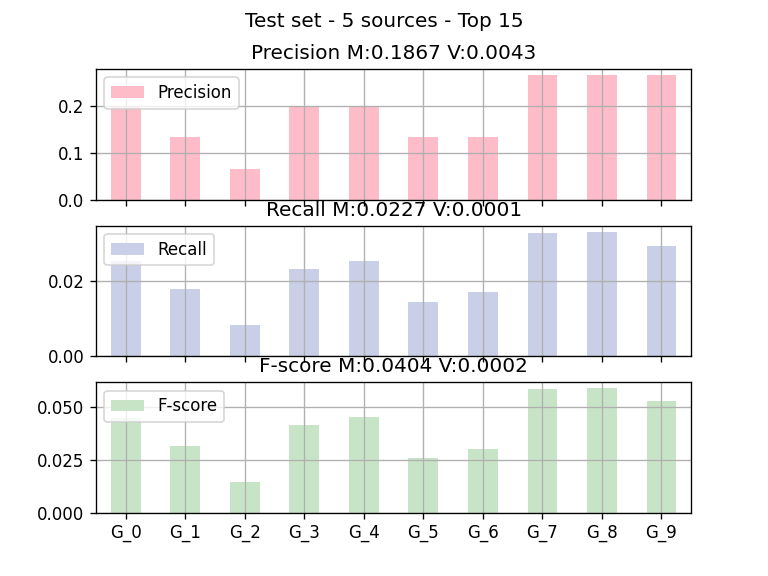 Test set - 5 sources - Top 15
Precision M:0.1867 V:0.0043
Precision
0.2
0.1
0.0
Recall M:0.0227 V:0.0001
Recall
0.02
0.00
F-score M:0.0404 V:0.0002
F-score
0.050
0.025
0.000
G_0 G_1 G_2 G_3 G_4 G_5 G_6 G_7 G_8 G_9